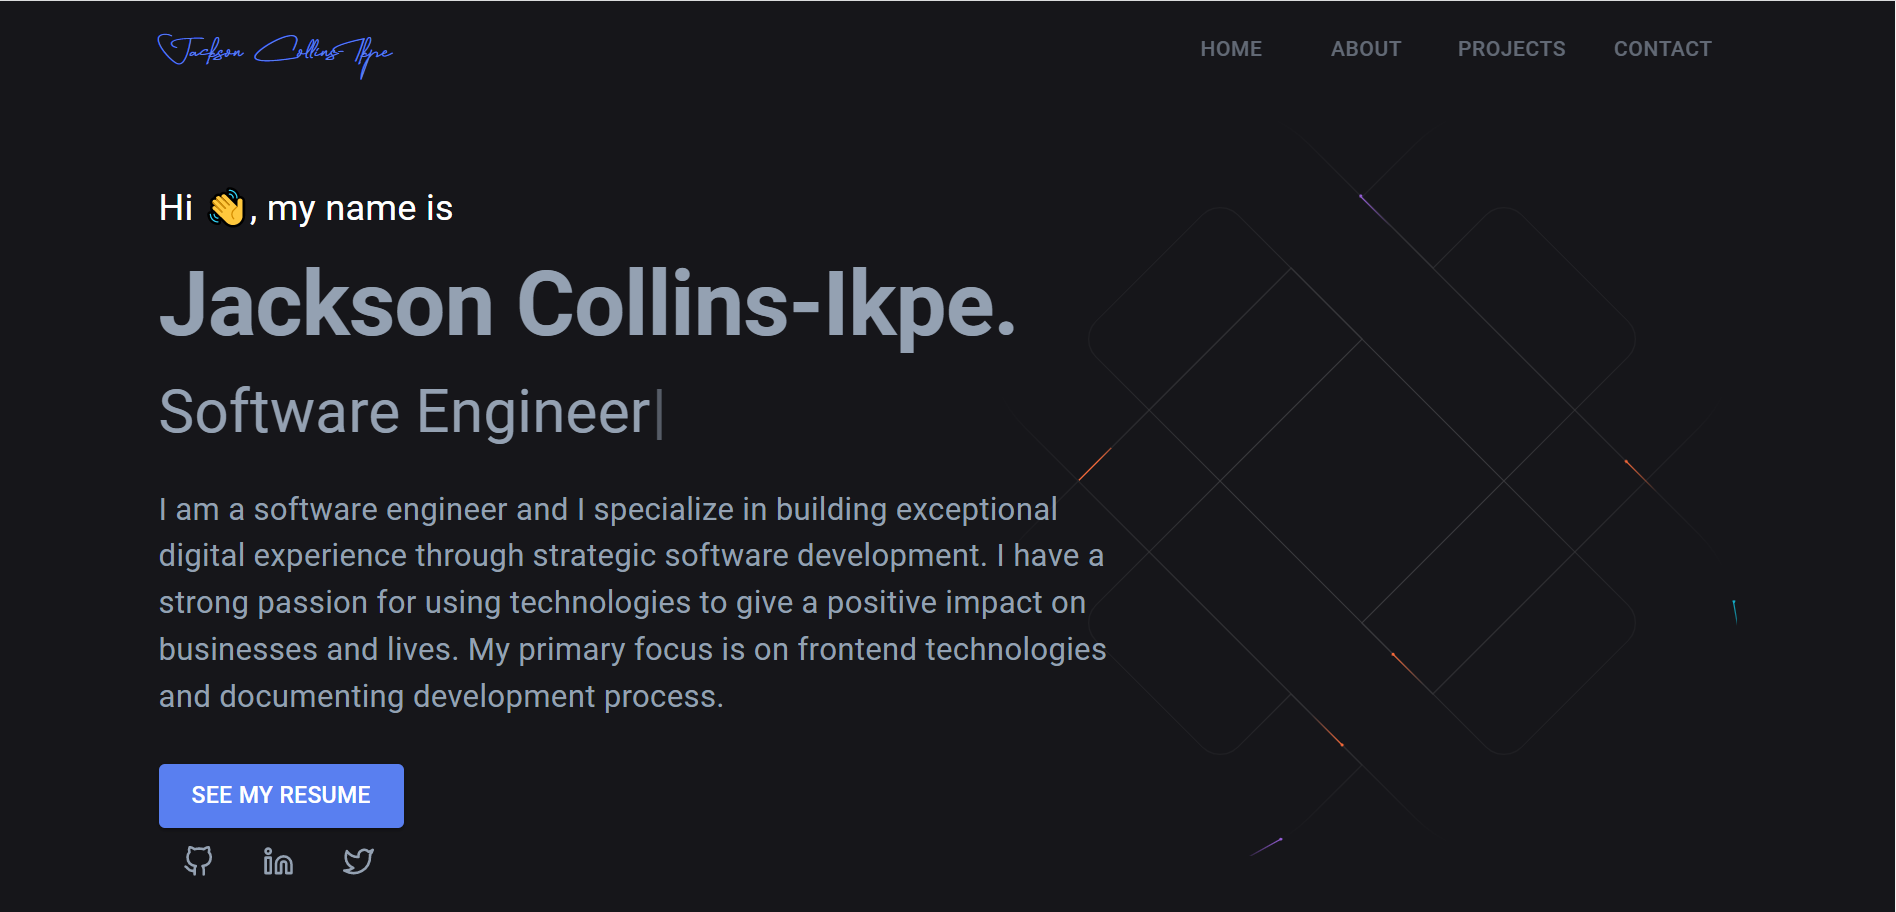 Jackson Collins-Ikpe
HOME ABOUT PROJECTS CONTACT
Hi 👋, my name is
Jackson Collins-Ikpe.
Software Engineer|
I am a software engineer and I specialize in building exceptional
digital experience through strategic software development. I have a
strong passion for using technologies to give a positive impact on
businesses and lives. My primary focus is on frontend technologies
and documenting development process.
SEE MY RESUME
in